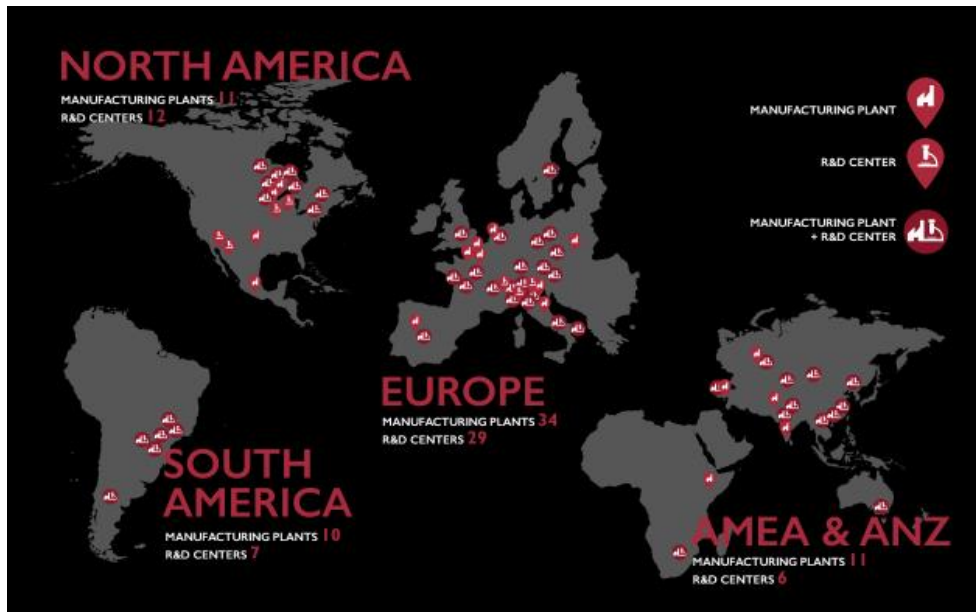 NORTH AMERICA
MANUFACTURING PLANTS 11
R&D CENTERS 12
MANUFACTURING PLANT
R&D CENTER
MANUFACTURING PLANT
+ R&D CENTER
EUROPE
MANUFACTURING PLANTS 34
R&D CENTERS 29
SOUTH
AMERICA
MANUFACTURING PLANTS 10
R&D CENTERS 7
AMEA & ANZ
MANUFACTURING PLANTS 11
R&D CENTERS 6